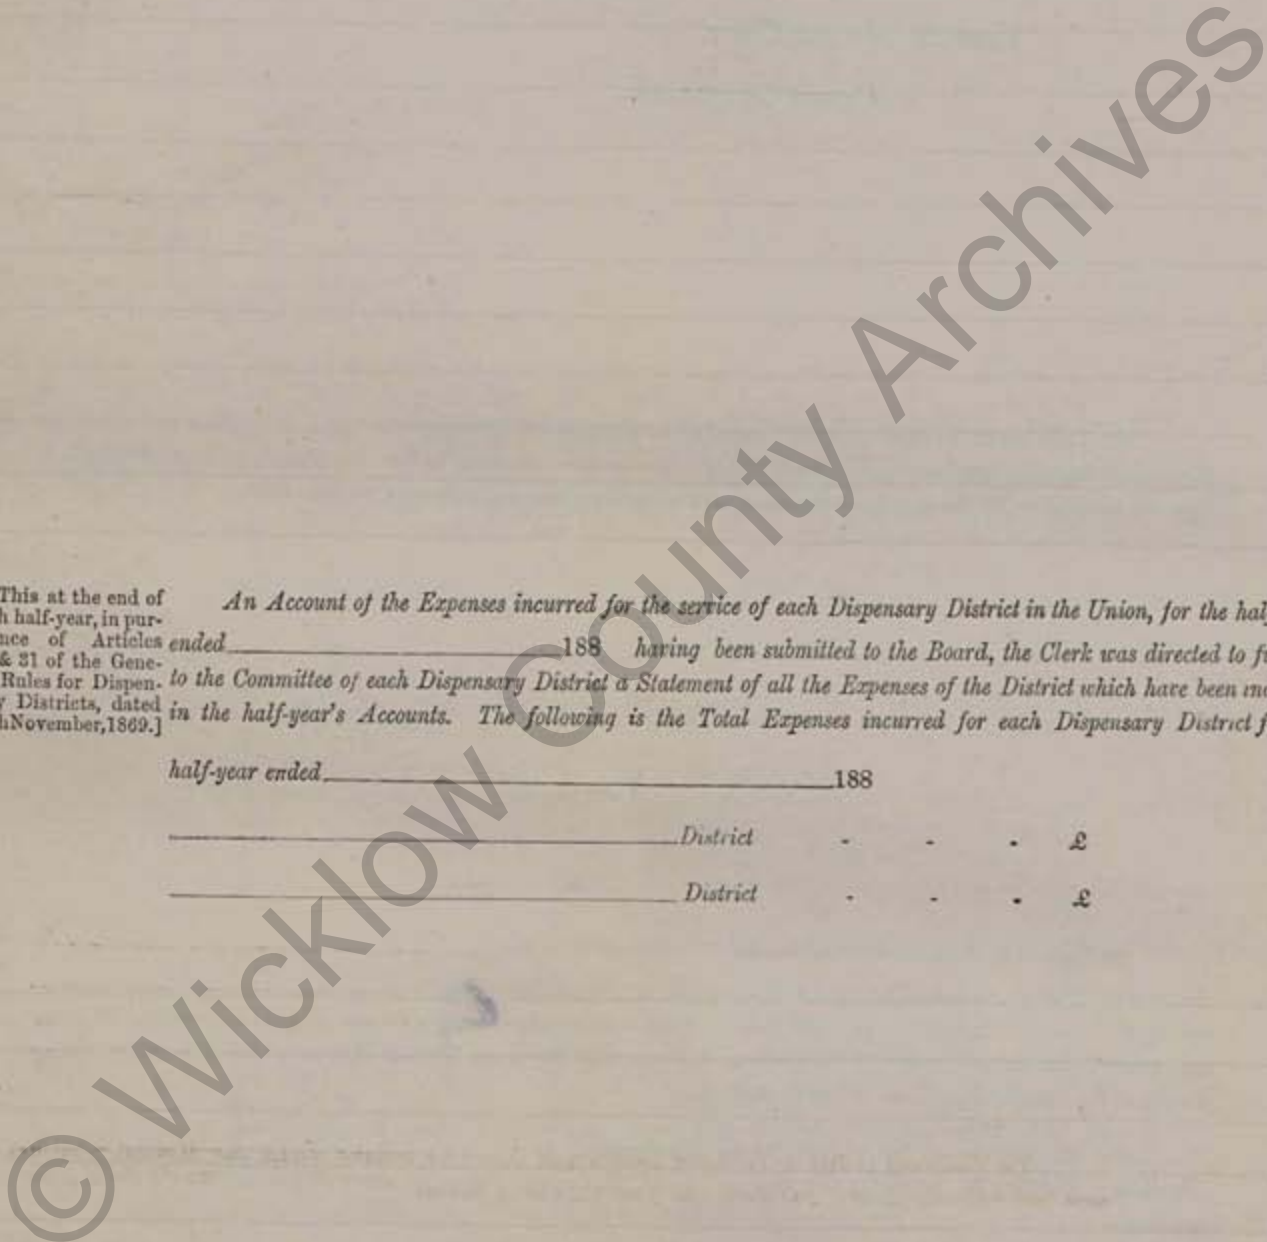 This at the end of
h half-year, in pur-
nce of Articles
& 31 of the Gene-
Rules for Dispen-
y Districts, dated
hNovember,1869.]
An Account of the Expenses incurred for the service of each Dispensary District in the Union, for the half
ended 188 having been submitted to the Board, the Clerk was directed to fu
to the Committee of each Dispensary District a Statement of all the Expenses of the District which have been inc
in the half-year's Accounts. The following is the Total Expenses incurred for each Dispensary District f
half-year ended 188
District - - - £
District - - - £
© Wicklow County Archives